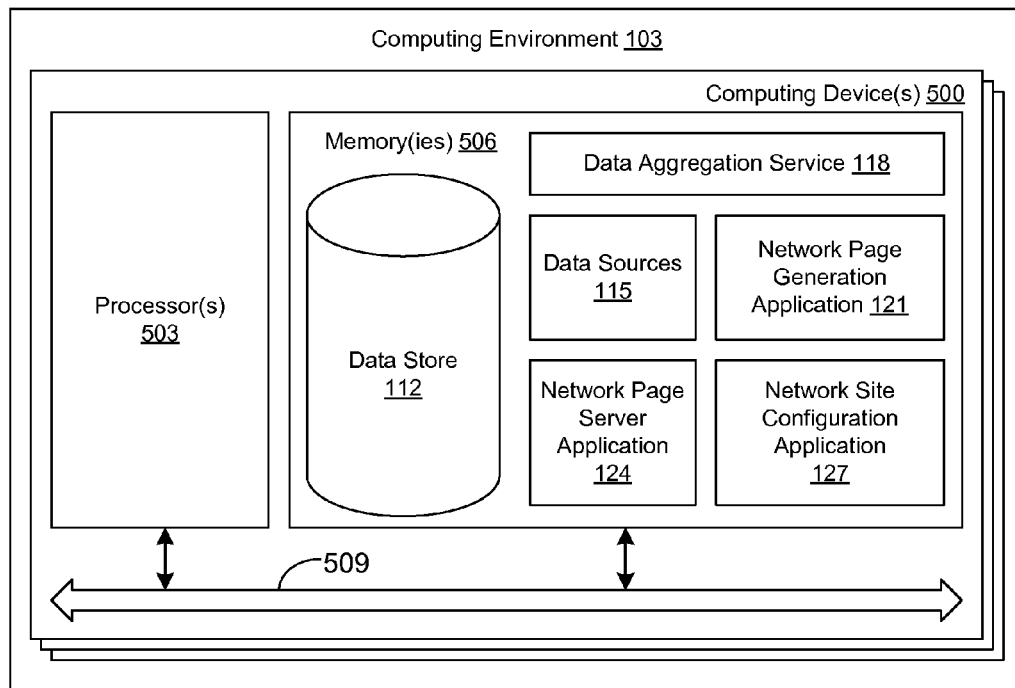 Computing Environment 103
Computing Device(s) 500
Processor(s)
503
Memory(ies) 506
Data Store
112
Data Aggregation Service 118
Data Sources
115
Network Page
Generation
Application 121
Network Page
Server
Application
124
Network Site
Configuration
Application
127
509